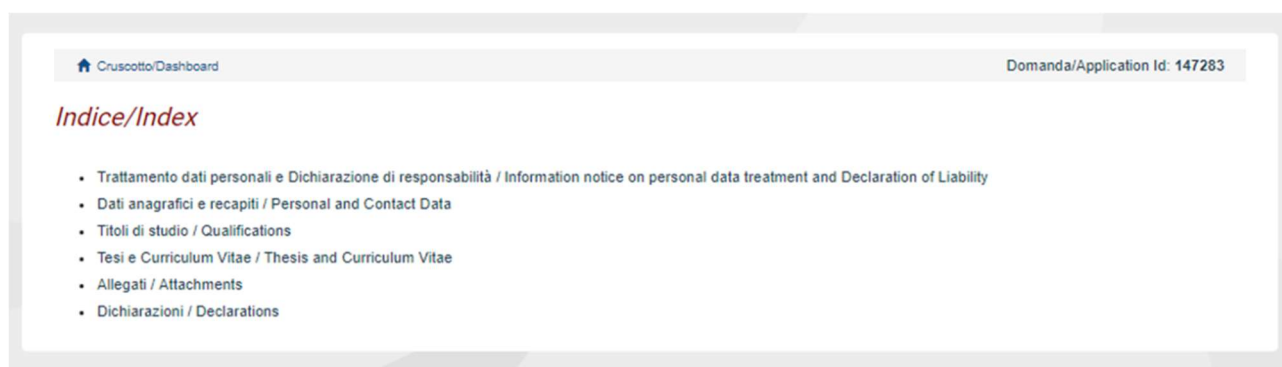 Cruscotto/Dashboard Domanda/Application Id: 147283
Indice/Index
Trattamento dati personali e Dichiarazione di responsabilità / Information notice on personal data treatment and Declaration of Liability
Dati anagrafici e recapiti / Personal and Contact Data
Titoli di studio / Qualifications
Tesi e Curriculum Vitae / Thesis and Curriculum Vitae
Allegati / Attachments
Dichiarazioni / Declarations